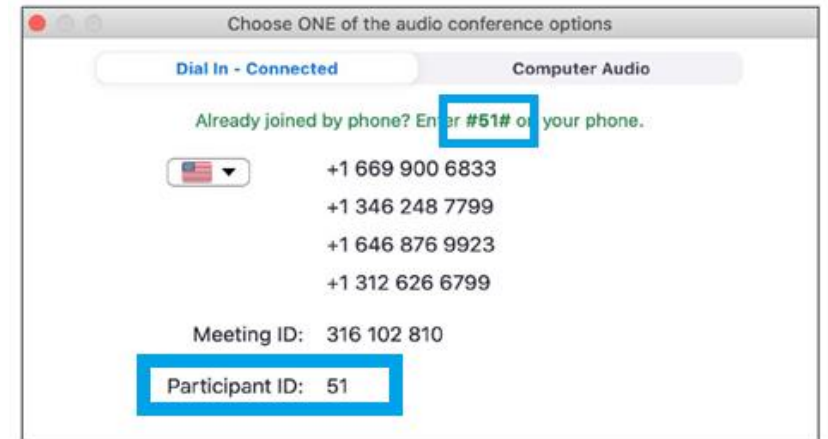 Choose ONE of the audio conference options
Dial In - Connected Computer Audio
Already joined by phone? Enter #51# on your phone.
+1 669 900 6833
+1 346 248 7799
+1 646 876 9923
+1 312 626 6799
Meeting ID: 316 102 810
Participant ID: 51